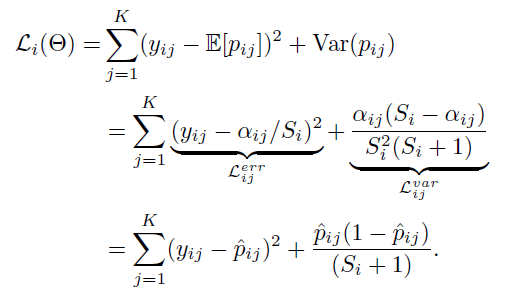 $\mathcal{L}_i(\Theta) = \sum_{j=1}^{K} (y_{ij} - \mathbb{E}[p_{ij}])^2 + \text{Var}(p_{ij})$
$= \sum_{j=1}^{K} \underbrace{(y_{ij} - \alpha_{ij}/S_i)^2}_{\mathcal{L}_{ij}^{err}} + \underbrace{\frac{\alpha_{ij}(S_i - \alpha_{ij})}{S_i^2(S_i + 1)}}_{\mathcal{L}_{ij}^{var}}$
$= \sum_{j=1}^{K} (y_{ij} - \hat{p}_{ij})^2 + \frac{\hat{p}_{ij}(1 - \hat{p}_{ij})}{(S_i + 1)}.$